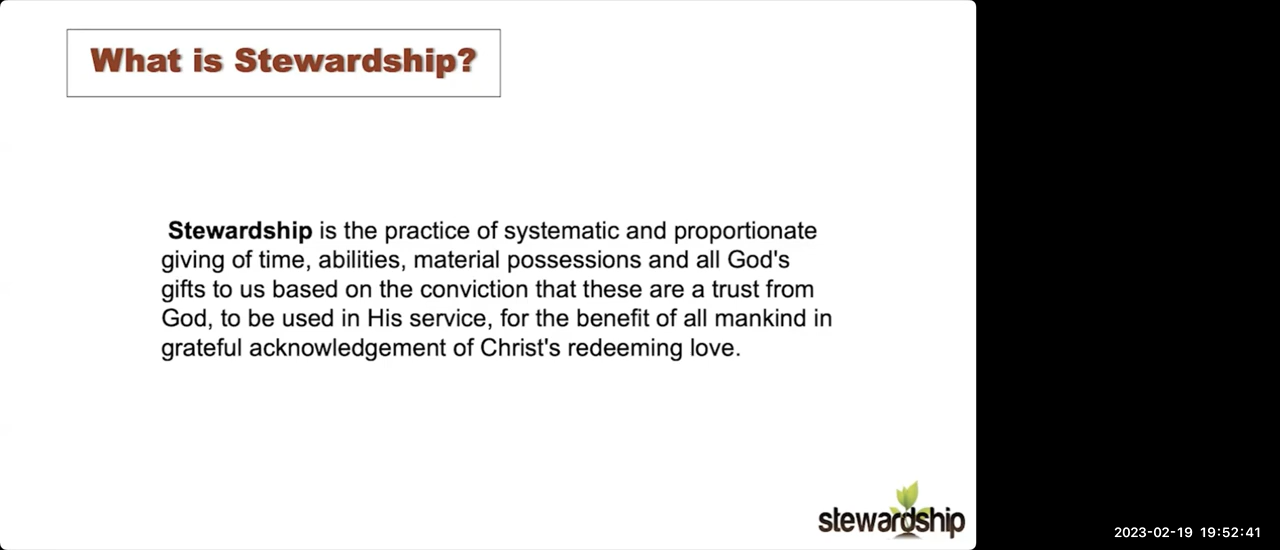 What is Stewardship?
Stewardship is the practice of systematic and proportionate
giving of time, abilities, material possessions and all God's
gifts to us based on the conviction that these are a trust from
God, to be used in His service, for the benefit of all mankind in
grateful acknowledgement of Christ's redeeming love.
stewardship
2023-02-19 19:52:41